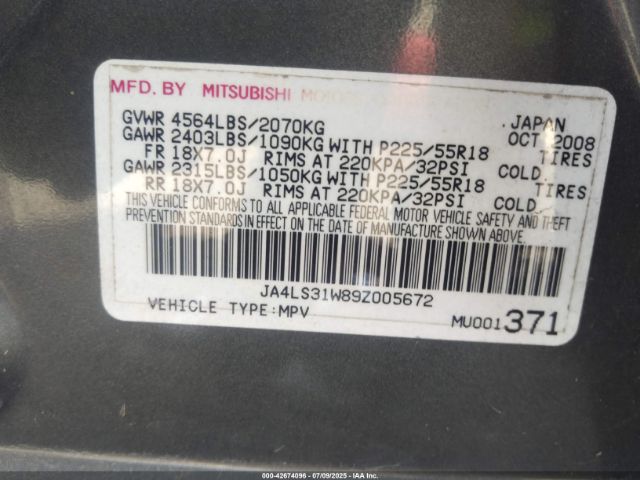 MFD. BY MITSUBISHI MOTORS
JAPAN
GVWR 4564LBS/2070KG OCT 2008
GAWR 2403LBS/1090KG WITH P225/55R18 TIRES
FR 18X7.0J RIMS AT 220KPA/32PSI COLD.
GAWR 2315LBS/1050KG WITH P225/55R18 TIRES
RR 18X7.0J RIMS AT 220KPA/32PSI COLD.
THIS VEHICLE CONFORMS TO ALL APPLICABLE FEDERAL MOTOR VEHICLE SAFETY AND THEFT
PREVENTION STANDARDS IN EFFECT ON THE DATE OF MANUFACTURE SHOWN ABOVE.
JA4LS31W89Z005672
VEHICLE TYPE:MPV MU001371
000-42674096 - 07/09/2025 - IAA.COM